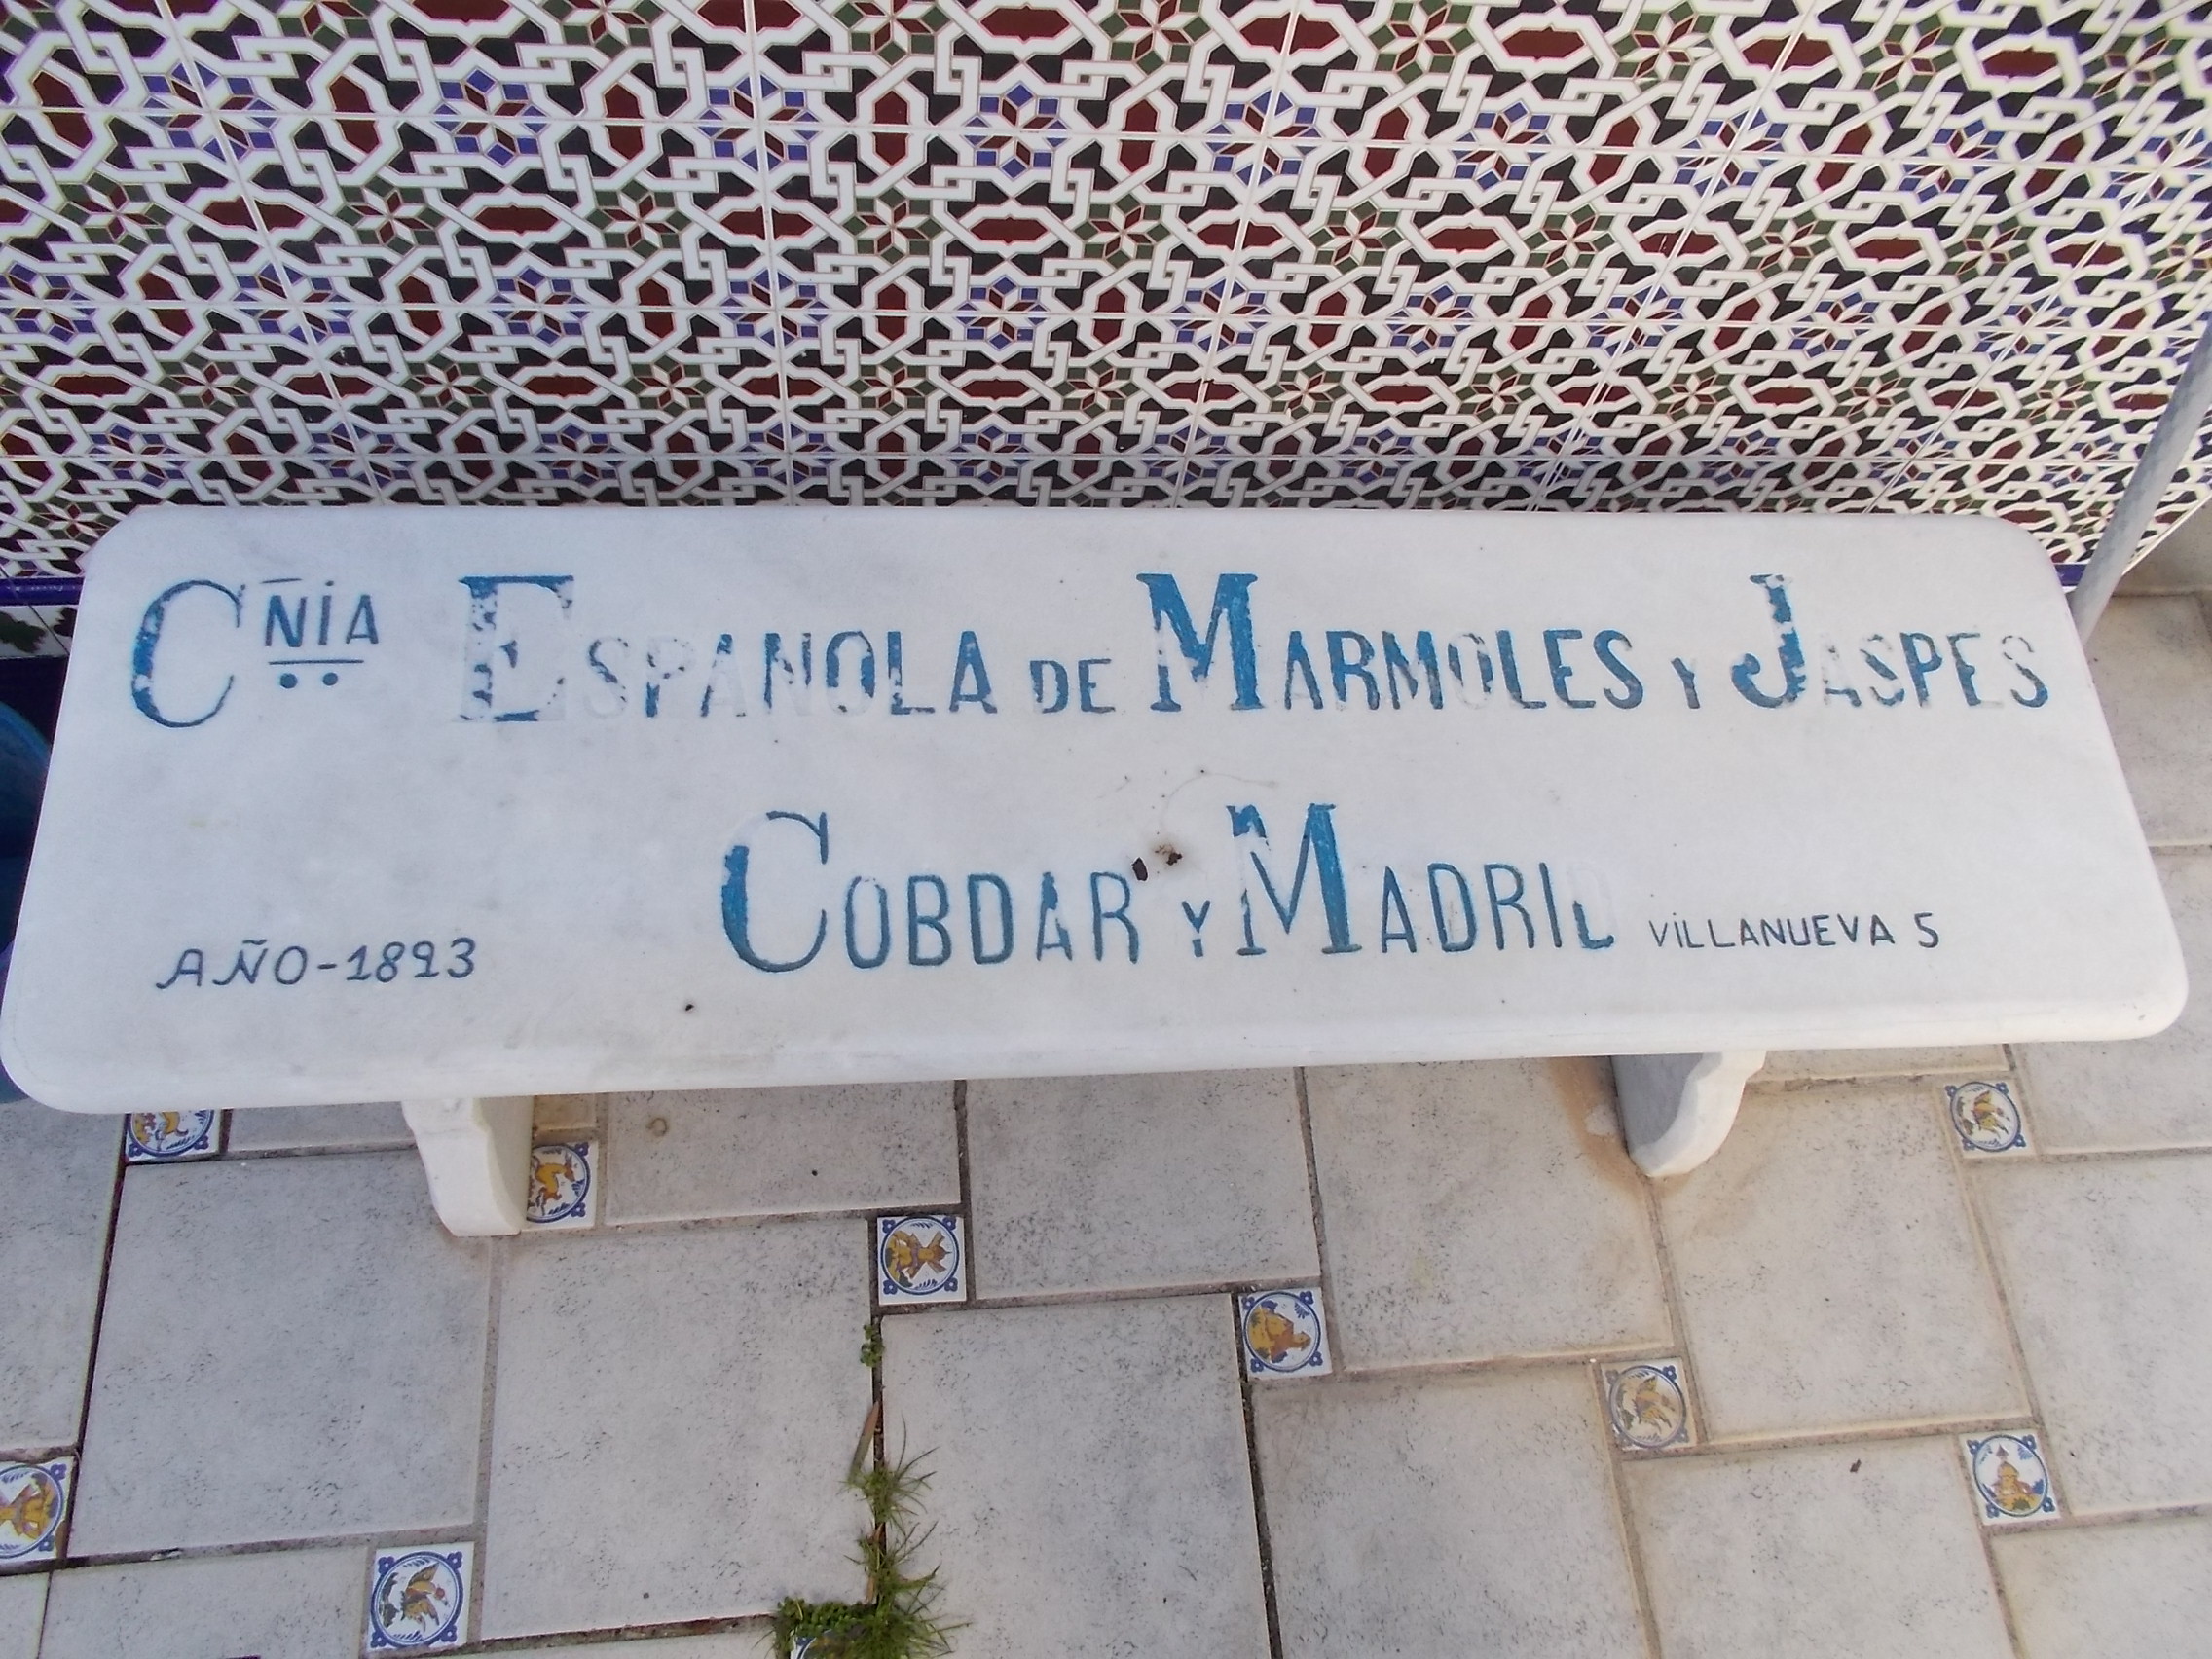 CÑIA ESPANOLA DE MARMOLES Y JASPES
COBDAR Y MADRID VILLANUEVA 5
AÑO-1893